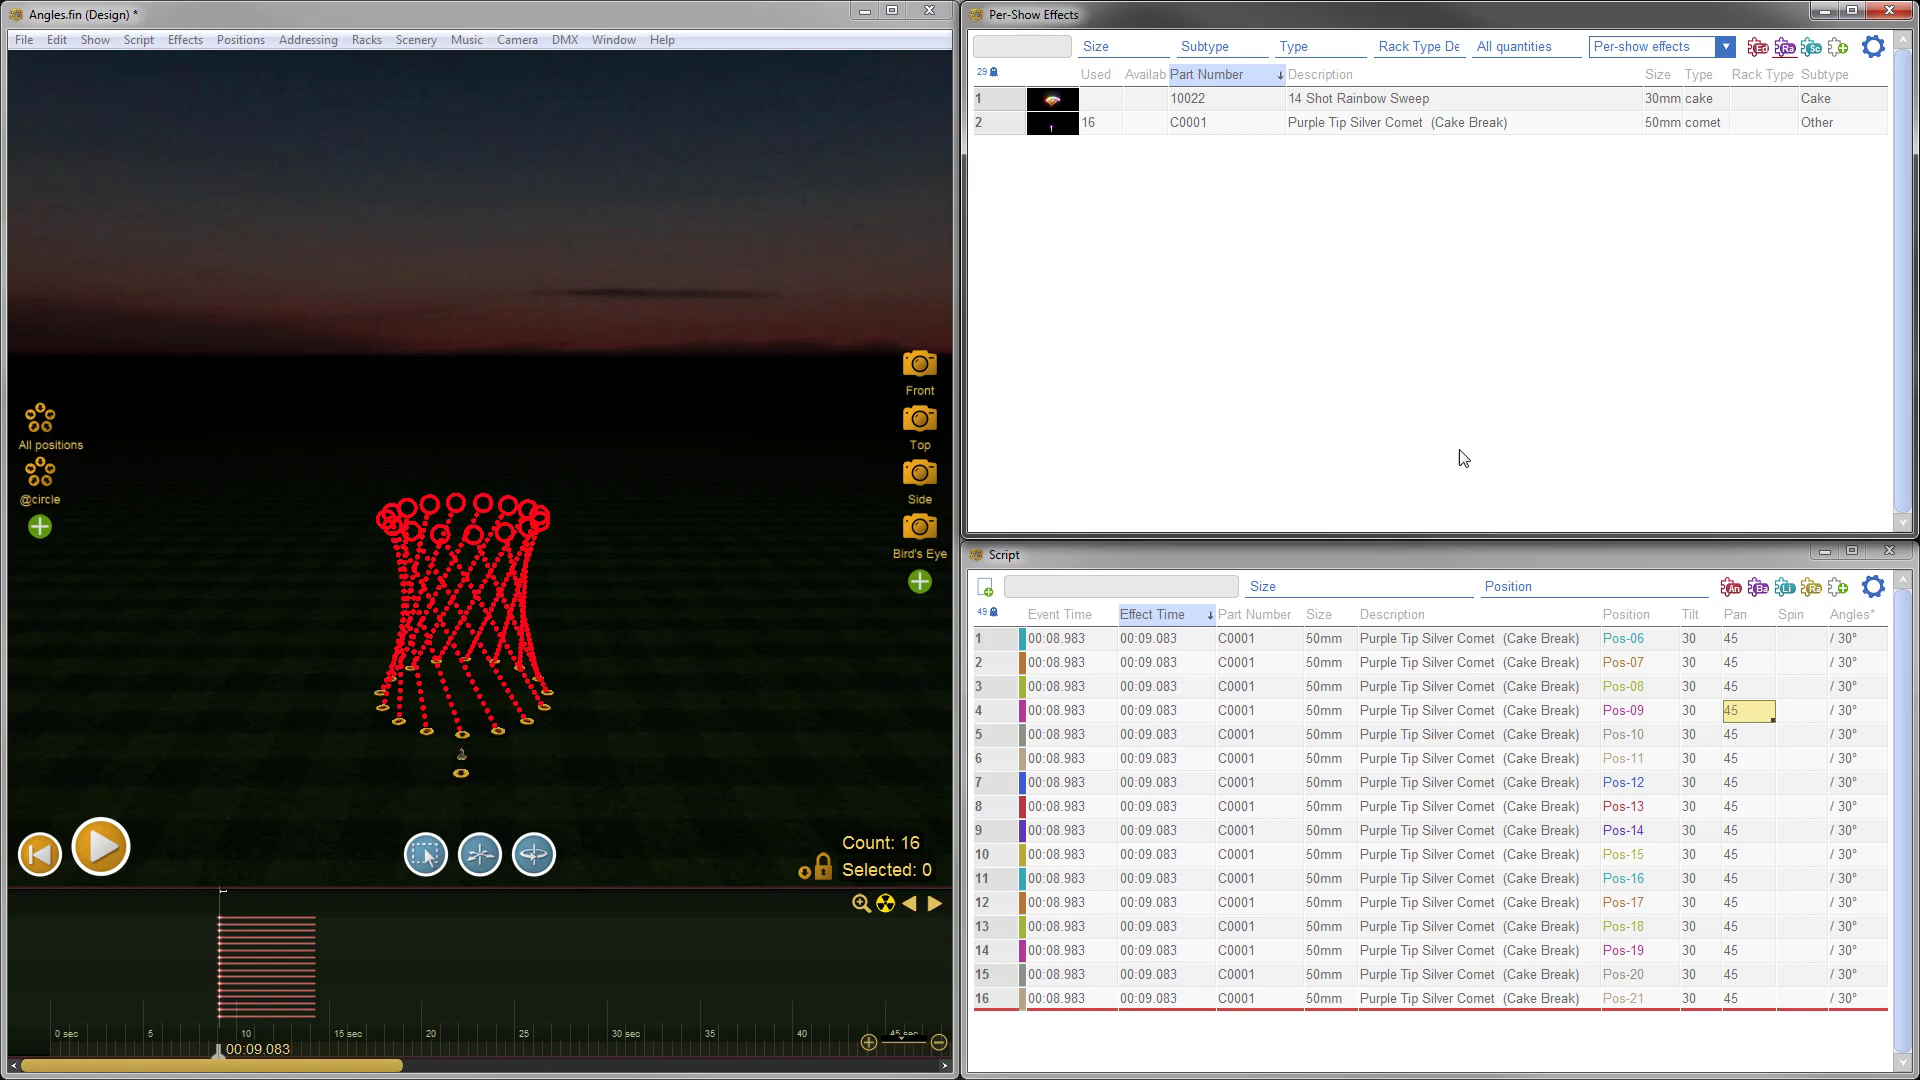 Angles.fin (Design) *
File Edit Show Script Effects Positions Addressing Racks Scenery Music Camera DMX Window Help
Front
Top
Side
Bird's Eye
All positions
@circle
Count: 16
Selected: 0
0 sec 5 10 15 sec 20 25 30 sec 35 40 45 sec
00:09.083
Per-Show Effects
Size Subtype Type Rack Type De All quantities Per-show effects Ed Ra Se
29 Used Availab Part Number Description Size Type Rack Type Subtype
1 10022 14 Shot Rainbow Sweep 30mm cake Cake
2 16 C0001 Purple Tip Silver Comet (Cake Break) 50mm comet Other
Script
Size Position An Ba Li Ra
49 Event Time Effect Time Part Number Size Description Position Tilt Pan Spin Angles*
1 00:08.983 00:09.083 C0001 50mm Purple Tip Silver Comet (Cake Break) Pos-06 30 45 / 30°
2 00:08.983 00:09.083 C0001 50mm Purple Tip Silver Comet (Cake Break) Pos-07 30 45 / 30°
3 00:08.983 00:09.083 C0001 50mm Purple Tip Silver Comet (Cake Break) Pos-08 30 45 / 30°
4 00:08.983 00:09.083 C0001 50mm Purple Tip Silver Comet (Cake Break) Pos-09 30 45 / 30°
5 00:08.983 00:09.083 C0001 50mm Purple Tip Silver Comet (Cake Break) Pos-10 30 45 / 30°
6 00:08.983 00:09.083 C0001 50mm Purple Tip Silver Comet (Cake Break) Pos-11 30 45 / 30°
7 00:08.983 00:09.083 C0001 50mm Purple Tip Silver Comet (Cake Break) Pos-12 30 45 / 30°
8 00:08.983 00:09.083 C0001 50mm Purple Tip Silver Comet (Cake Break) Pos-13 30 45 / 30°
9 00:08.983 00:09.083 C0001 50mm Purple Tip Silver Comet (Cake Break) Pos-14 30 45 / 30°
10 00:08.983 00:09.083 C0001 50mm Purple Tip Silver Comet (Cake Break) Pos-15 30 45 / 30°
11 00:08.983 00:09.083 C0001 50mm Purple Tip Silver Comet (Cake Break) Pos-16 30 45 / 30°
12 00:08.983 00:09.083 C0001 50mm Purple Tip Silver Comet (Cake Break) Pos-17 30 45 / 30°
13 00:08.983 00:09.083 C0001 50mm Purple Tip Silver Comet (Cake Break) Pos-18 30 45 / 30°
14 00:08.983 00:09.083 C0001 50mm Purple Tip Silver Comet (Cake Break) Pos-19 30 45 / 30°
15 00:08.983 00:09.083 C0001 50mm Purple Tip Silver Comet (Cake Break) Pos-20 30 45 / 30°
16 00:08.983 00:09.083 C0001 50mm Purple Tip Silver Comet (Cake Break) Pos-21 30 45 / 30°